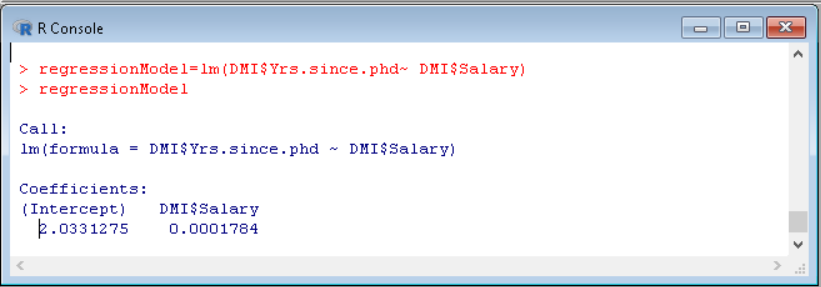 R Console
> regressionModel=lm(DMI$Yrs.since.phd~ DMI$Salary)
> regressionModel
Call:
lm(formula = DMI$Yrs.since.phd ~ DMI$Salary)
Coefficients:
(Intercept)   DMI$Salary
2.0331275    0.0001784